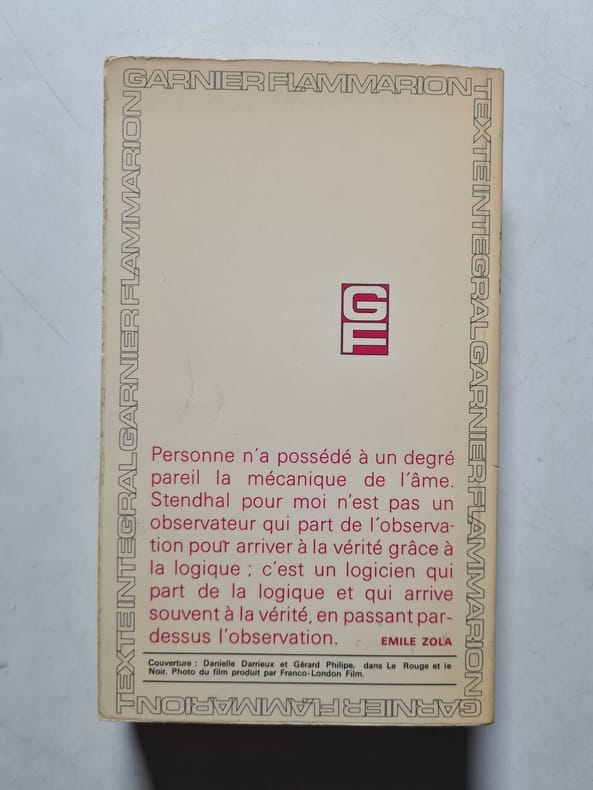 GARNIER FLAMMARION
TEXTE INTEGRAL GARNIER FLAMMARION
GARNIER FLAMMARION
TEXTE INTEGRAL GARNIER FLAMMARION
GF
Personne n'a possédé à un degré
pareil la mécanique de l'âme.
Stendhal pour moi n'est pas un
observateur qui part de l'observa-
tion pour arriver à la vérité grâce à
la logique ; c'est un logicien qui
part de la logique et qui arrive
souvent à la vérité, en passant par-
dessus l'observation. EMILE ZOLA
Couverture : Danielle Darrieux et Gérard Philipe, dans Le Rouge et le
Noir. Photo du film produit par Franco-London Film.